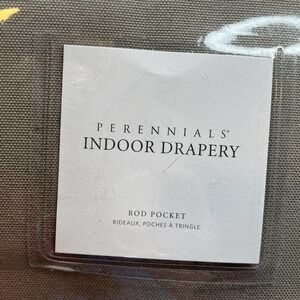 PERENNIALS®
INDOOR DRAPERY
ROD POCKET
RIDEAUX, POCHES À TRINGLE